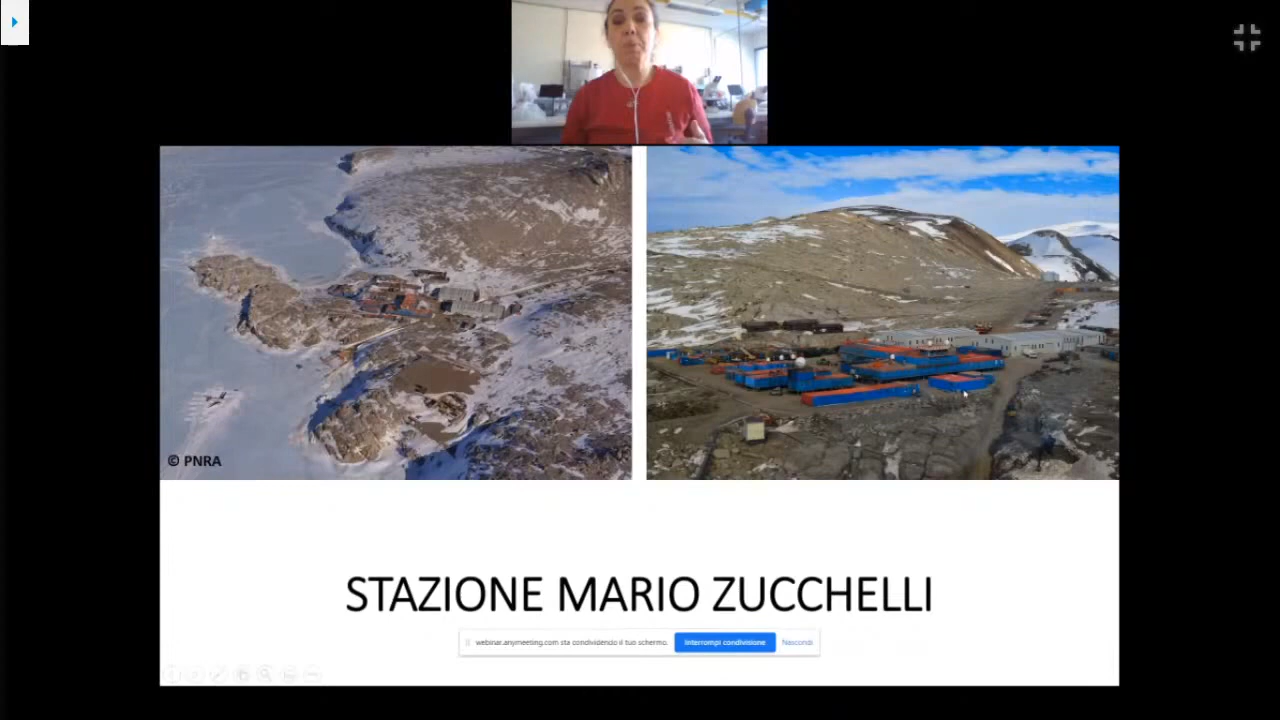 © PNRA
STAZIONE MARIO ZUCCHELLI
webinar.anymeeting.com sta condividendo il tuo schermo.
Interrompi condivisione
Nascondi